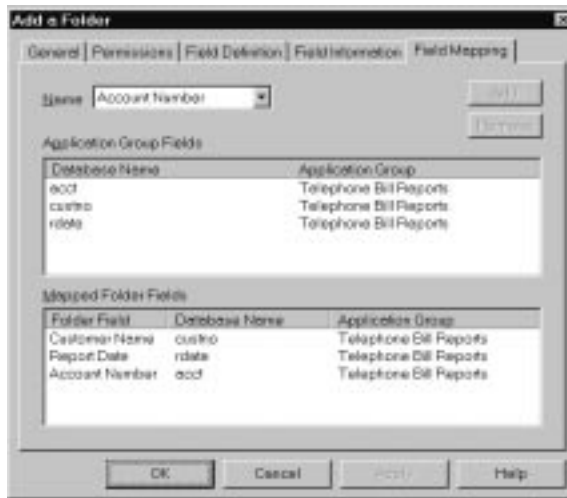 Add a Folder
General Permissions Field Definition Field Information Field Mapping
Name Account Number Add
Remove
Application Group Fields
Database Name Application Group
acct Telephone Bill Reports
custno Telephone Bill Reports
rdate Telephone Bill Reports
Mapped Folder Fields
Folder Field Database Name Application Group
Customer Name custno Telephone Bill Reports
Report Date rdate Telephone Bill Reports
Account Number acct Telephone Bill Reports
OK Cancel Apply Help